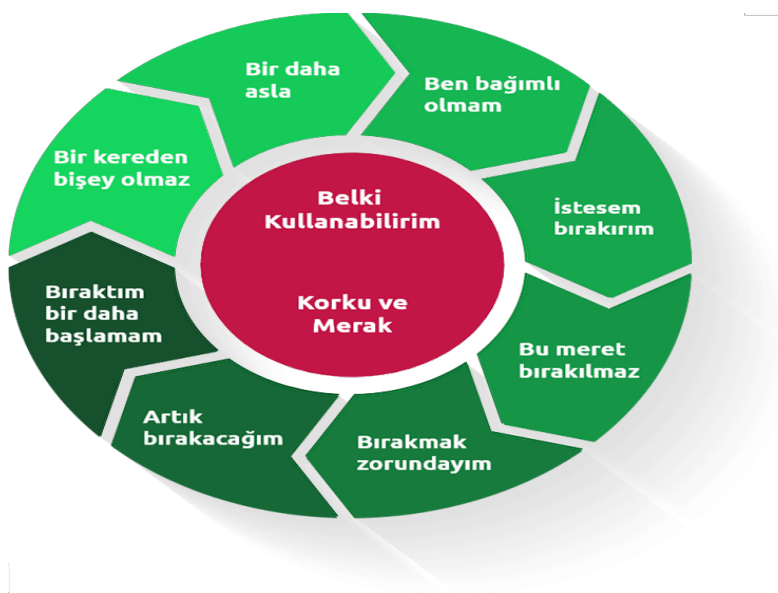 Belki
Kullanabilirim
Korku ve
Merak
Bir kereden
bişey olmaz
Bir daha
asla
Ben bağımlı
olmam
İstesem
bırakırım
Bu meret
bırakılmaz
Bırakmak
zorundayım
Artık
bırakacağım
Bıraktım
bir daha
başlamam